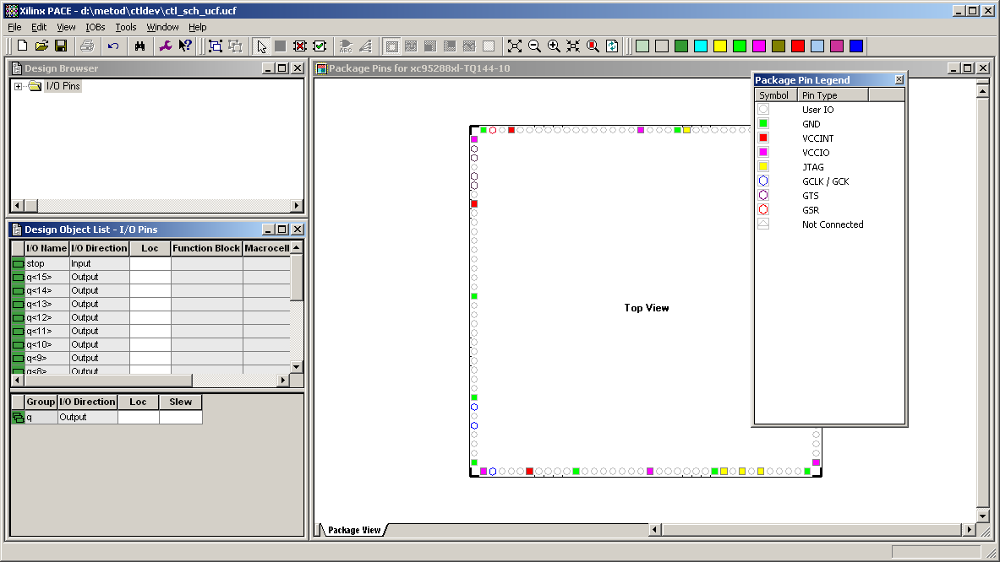 Xilinx PACE - d:\metod\ctldev\ctl_sch_ucf.ucf
File Edit View IOBs Tools Window Help
ABC
Design Browser
I/O Pins
Design Object List - I/O Pins
I/O Name I/O Direction Loc Function Block Macrocell
stop Input
q<15> Output
q<14> Output
q<13> Output
q<12> Output
q<11> Output
q<10> Output
q<9> Output
q<8> Output
Group I/O Direction Loc Slew
q Output
Package Pins for xc95288xl-TQ144-10
Top View
Package View
Package Pin Legend
Symbol Pin Type
User IO
GND
VCCINT
VCCIO
JTAG
GCLK / GCK
GTS
GSR
Not Connected